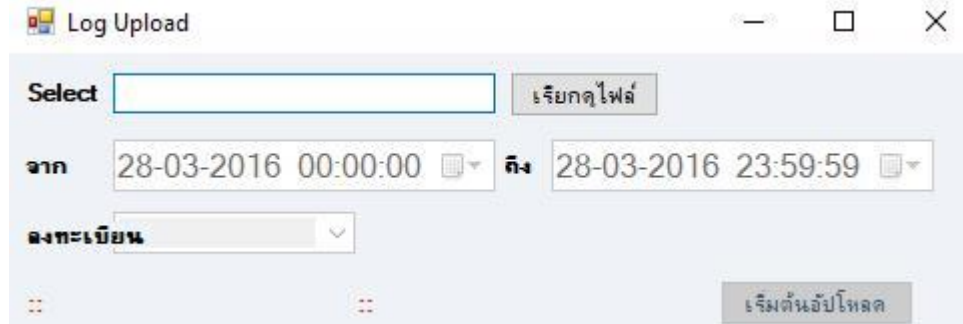 Log Upload
Select เรียกดูไฟล์
จาก 28-03-2016 00:00:00 ถึง 28-03-2016 23:59:59
ลงทะเบียน
:: ::
เริ่มต้นอัปโหลด